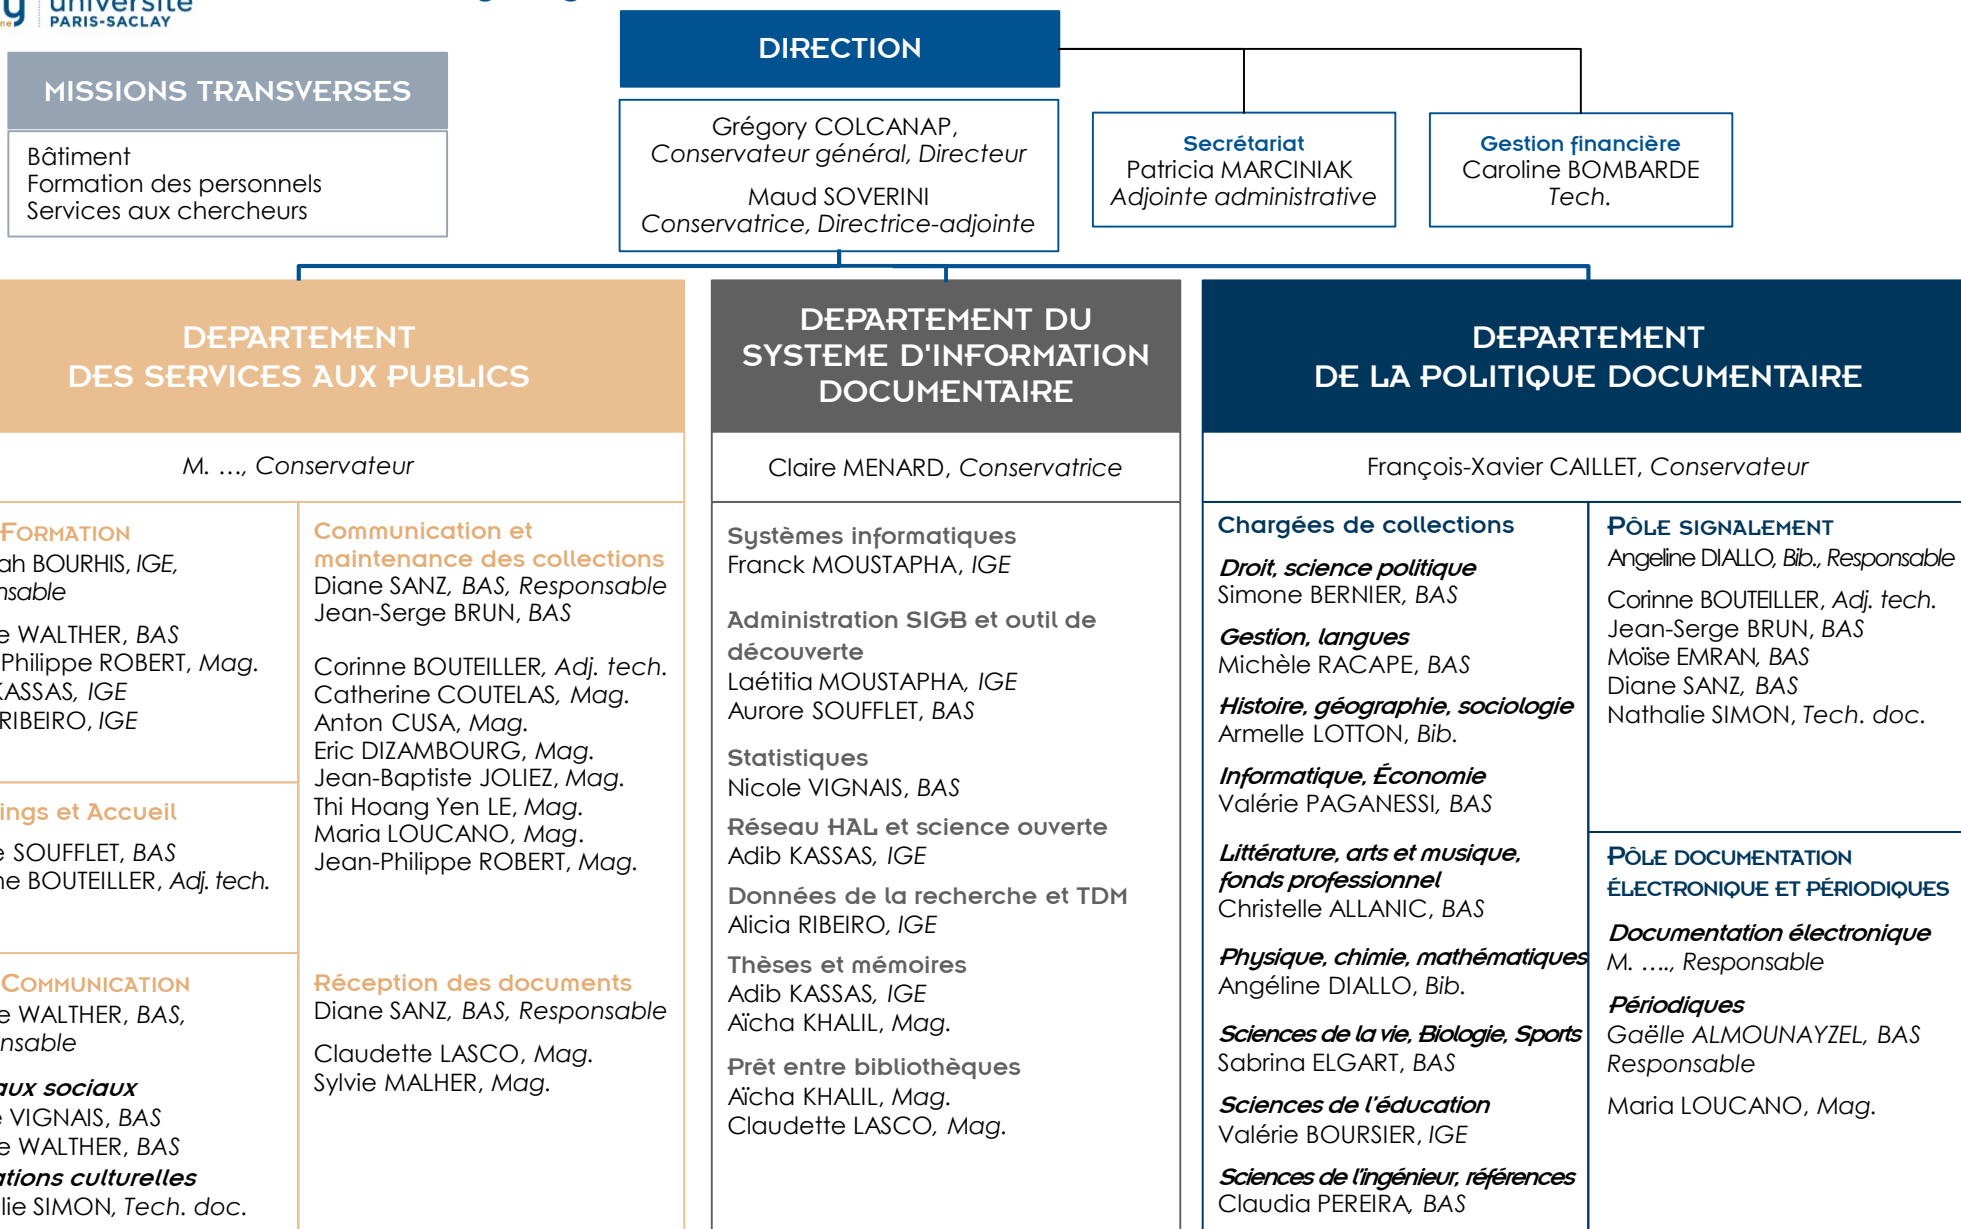 université
PARIS-SACLAY
DIRECTION
MISSIONS TRANSVERSES
Bâtiment
Formation des personnels
Services aux chercheurs
Grégory COLCANAP,
Conservateur général, Directeur
Maud SOVERINI
Conservatrice, Directrice-adjointe
Secrétariat
Patricia MARCINIAK
Adjointe administrative
Gestion financière
Caroline BOMBARDE
Tech.
DEPARTEMENT
DES SERVICES AUX PUBLICS
M. …, Conservateur
FORMATION
BOURHIS, IGE,
WALTHER, BAS
Philippe ROBERT, Mag.
KASSAS, IGE
RIBEIRO, IGE
et Accueil
SOUFFLET, BAS
BOUTEILLER, Adj. tech.
COMMUNICATION
WALTHER, BAS,
sociaux
VIGNAIS, BAS
WALTHER, BAS
culturelles
SIMON, Tech. doc.
Communication et
maintenance des collections
Diane SANZ, BAS, Responsable
Jean-Serge BRUN, BAS
Corinne BOUTEILLER, Adj. tech.
Catherine COUTELAS, Mag.
Anton CUSA, Mag.
Eric DIZAMBOURG, Mag.
Jean-Baptiste JOLIEZ, Mag.
Thi Hoang Yen LE, Mag.
Maria LOUCANO, Mag.
Jean-Philippe ROBERT, Mag.
Réception des documents
Diane SANZ, BAS, Responsable
Claudette LASCO, Mag.
Sylvie MALHER, Mag.
DEPARTEMENT DU
SYSTEME D'INFORMATION
DOCUMENTAIRE
Claire MENARD, Conservatrice
Systèmes informatiques
Franck MOUSTAPHA, IGE
Administration SIGB et outil de
découverte
Laétitia MOUSTAPHA, IGE
Aurore SOUFFLET, BAS
Statistiques
Nicole VIGNAIS, BAS
Réseau HAL et science ouverte
Adib KASSAS, IGE
Données de la recherche et TDM
Alicia RIBEIRO, IGE
Thèses et mémoires
Adib KASSAS, IGE
Aïcha KHALIL, Mag.
Prêt entre bibliothèques
Aïcha KHALIL, Mag.
Claudette LASCO, Mag.
DEPARTEMENT
DE LA POLITIQUE DOCUMENTAIRE
François-Xavier CAILLET, Conservateur
Chargées de collections
Droit, science politique
Simone BERNIER, BAS
Gestion, langues
Michèle RACAPE, BAS
Histoire, géographie, sociologie
Armelle LOTTON, Bib.
Informatique, Économie
Valérie PAGANESSI, BAS
Littérature, arts et musique,
fonds professionnel
Christelle ALLANIC, BAS
Physique, chimie, mathématiques
Angéline DIALLO, Bib.
Sciences de la vie, Biologie, Sports
Sabrina ELGART, BAS
Sciences de l'éducation
Valérie BOURSIER, IGE
Sciences de l'ingénieur, références
Claudia PEREIRA, BAS
PÔLE SIGNALEMENT
Angeline DIALLO, Bib., Responsable
Corinne BOUTEILLER, Adj. tech.
Jean-Serge BRUN, BAS
Moïse EMRAN, BAS
Diane SANZ, BAS
Nathalie SIMON, Tech. doc.
PÔLE DOCUMENTATION
ÉLECTRONIQUE ET PÉRIODIQUES
Documentation électronique
M. …., Responsable
Périodiques
Gaëlle ALMOUNAYZEL, BAS
Responsable
Maria LOUCANO, Mag.